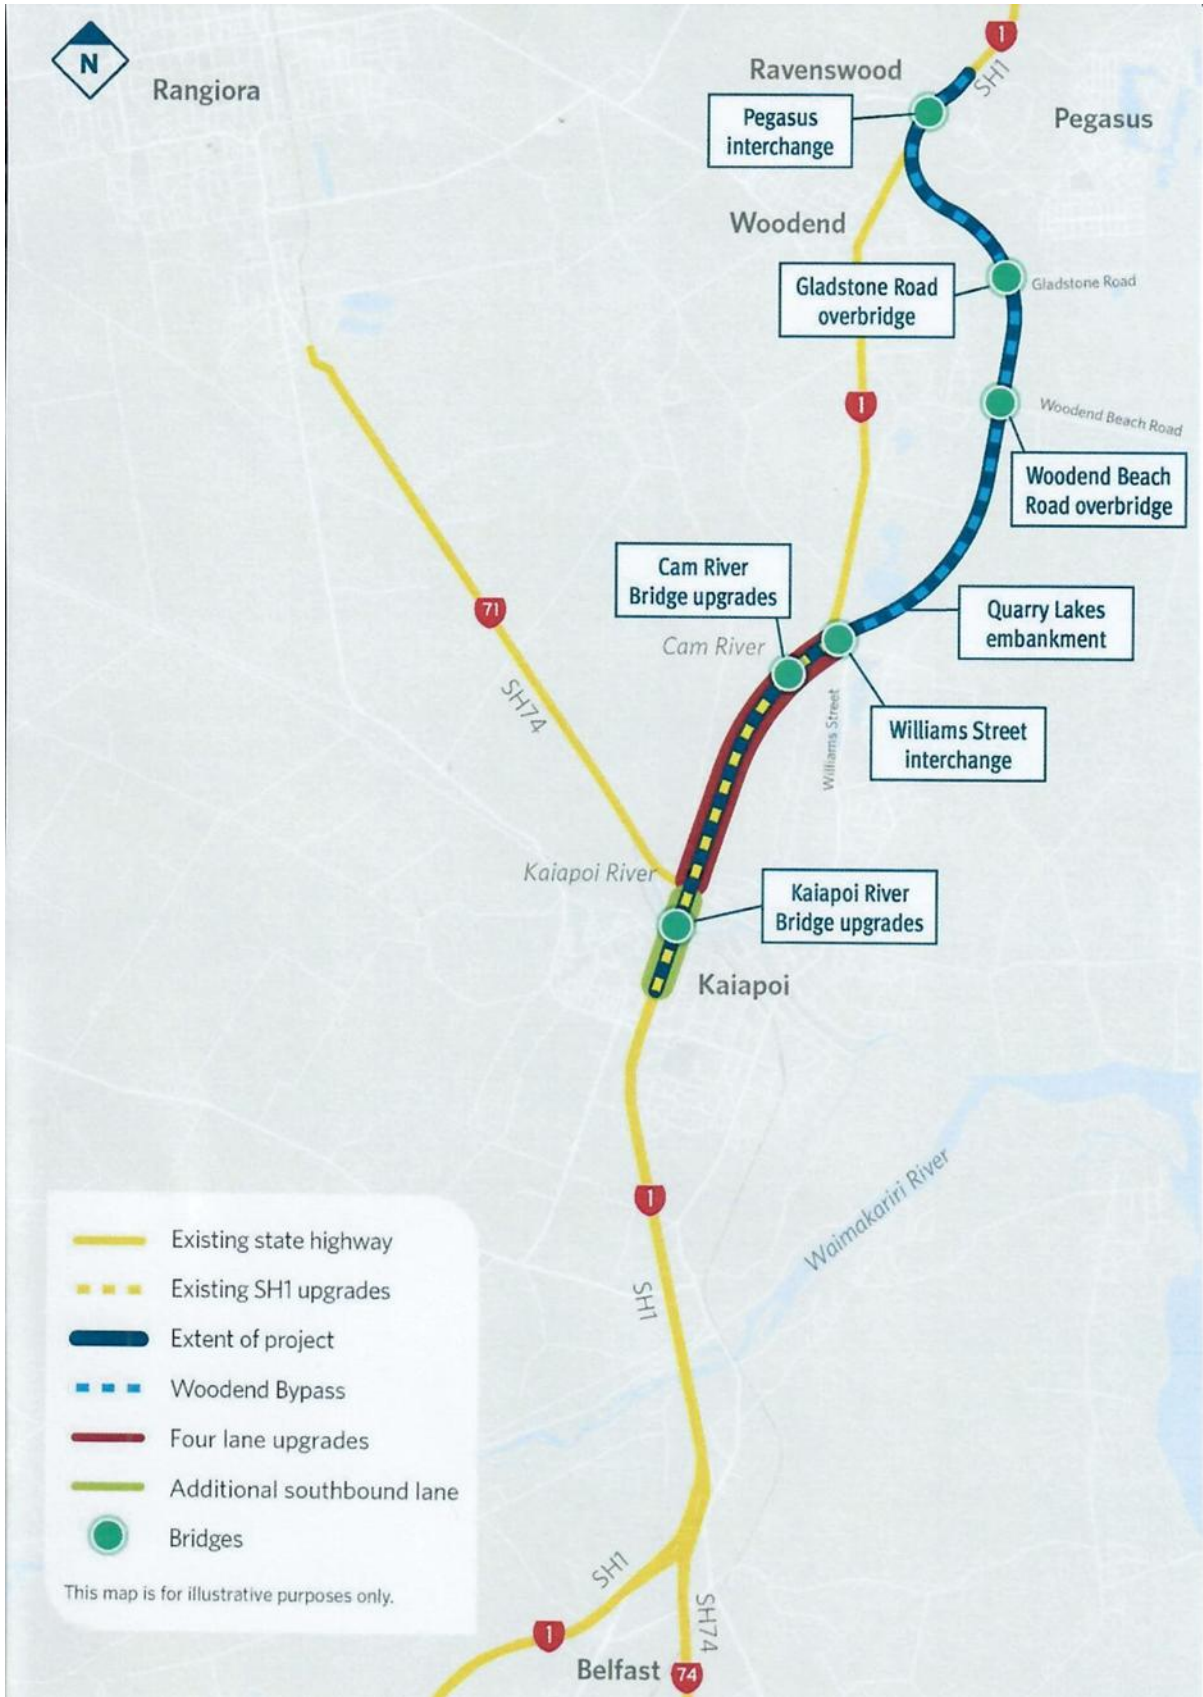 N
Rangiora
1
SH1
Ravenswood
Pegasus
interchange
Pegasus
Woodend
Gladstone Road
overbridge
Gladstone Road
1
Woodend Beach Road
Woodend Beach
Road overbridge
Cam River
Bridge upgrades
71
Cam River
Quarry Lakes
embankment
SH74
Williams Street
Williams Street
interchange
Kaiapoi River
Kaiapoi River
Bridge upgrades
Kaiapoi
Waimakariri River
1
SH1
Existing state highway
Existing SH1 upgrades
Extent of project
Woodend Bypass
Four lane upgrades
Additional southbound lane
Bridges
This map is for illustrative purposes only.
SH1
SH74
1
Belfast
74